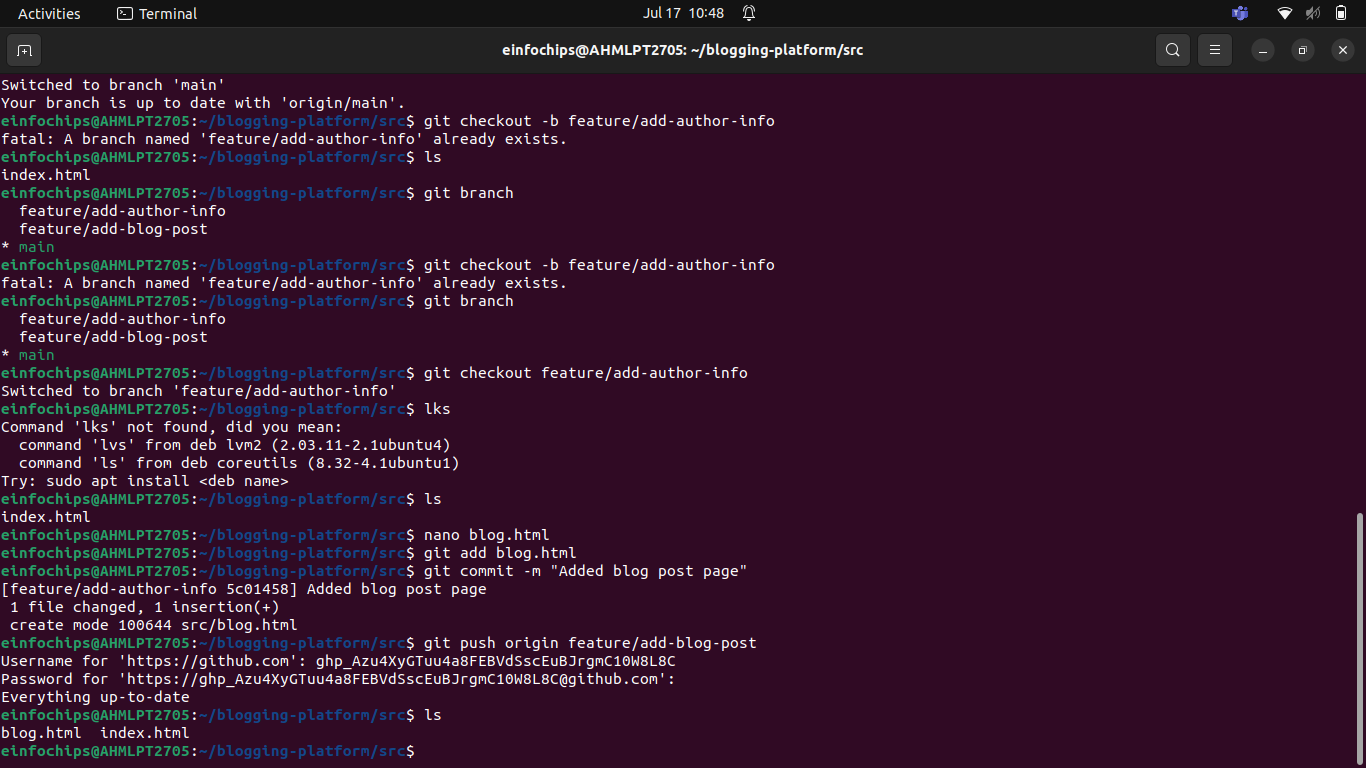 Activities
Terminal
Jul 17 10:48
einfochips@AHMLPT2705: ~/blogging-platform/src
Switched to branch 'main'
Your branch is up to date with 'origin/main'.
einfochips@AHMLPT2705:~/blogging-platform/src$ git checkout -b feature/add-author-info
fatal: A branch named 'feature/add-author-info' already exists.
einfochips@AHMLPT2705:~/blogging-platform/src$ ls
index.html
einfochips@AHMLPT2705:~/blogging-platform/src$ git branch
  feature/add-author-info
  feature/add-blog-post
* main
einfochips@AHMLPT2705:~/blogging-platform/src$ git checkout -b feature/add-author-info
fatal: A branch named 'feature/add-author-info' already exists.
einfochips@AHMLPT2705:~/blogging-platform/src$ git branch
  feature/add-author-info
  feature/add-blog-post
* main
einfochips@AHMLPT2705:~/blogging-platform/src$ git checkout feature/add-author-info
Switched to branch 'feature/add-author-info'
einfochips@AHMLPT2705:~/blogging-platform/src$ lks
Command 'lks' not found, did you mean:
  command 'lvs' from deb lvm2 (2.03.11-2.1ubuntu4)
  command 'ls' from deb coreutils (8.32-4.1ubuntu1)
Try: sudo apt install <deb name>
einfochips@AHMLPT2705:~/blogging-platform/src$ ls
index.html
einfochips@AHMLPT2705:~/blogging-platform/src$ nano blog.html
einfochips@AHMLPT2705:~/blogging-platform/src$ git add blog.html
einfochips@AHMLPT2705:~/blogging-platform/src$ git commit -m "Added blog post page"
[feature/add-author-info 5c01458] Added blog post page
 1 file changed, 1 insertion(+)
 create mode 100644 src/blog.html
einfochips@AHMLPT2705:~/blogging-platform/src$ git push origin feature/add-blog-post
Username for 'https://github.com': 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
Password for 'https://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@github.com':
Everything up-to-date
einfochips@AHMLPT2705:~/blogging-platform/src$ ls
blog.html  index.html
einfochips@AHMLPT2705:~/blogging-platform/src$